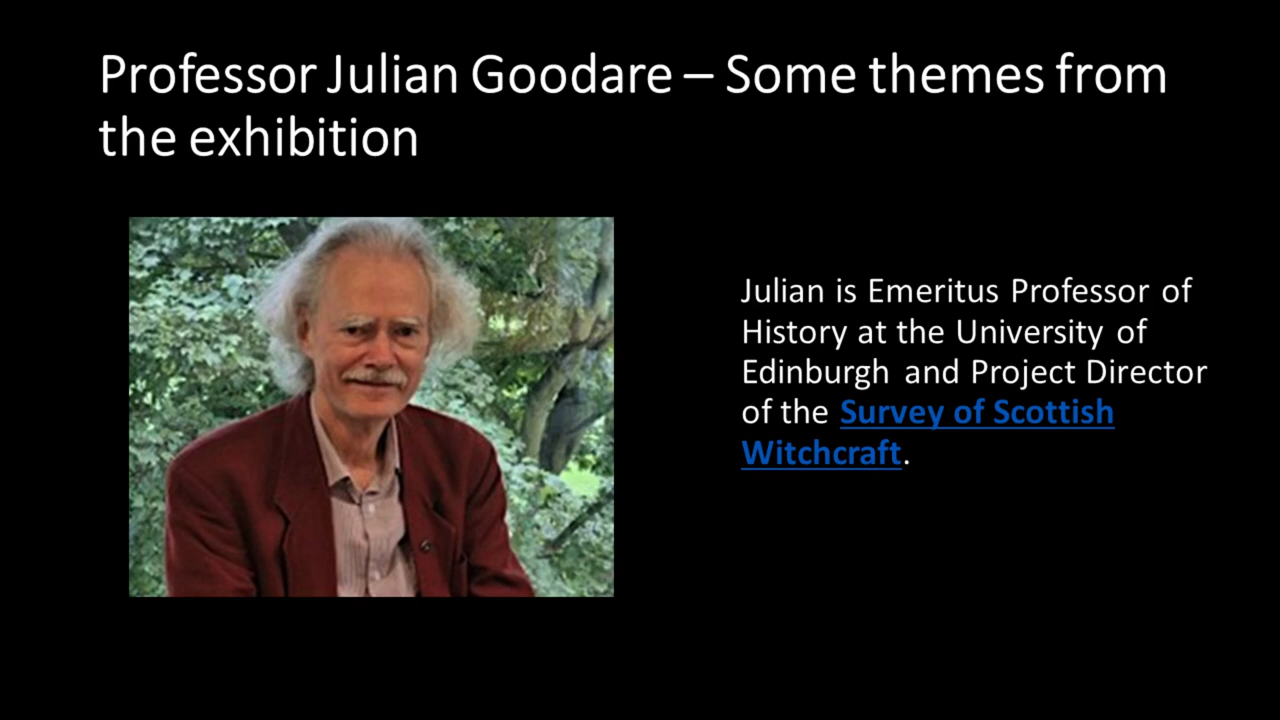 Professor Julian Goodare – Some themes from
the exhibition
Julian is Emeritus Professor of
History at the University of
Edinburgh and Project Director
of the Survey of Scottish
Witchcraft.